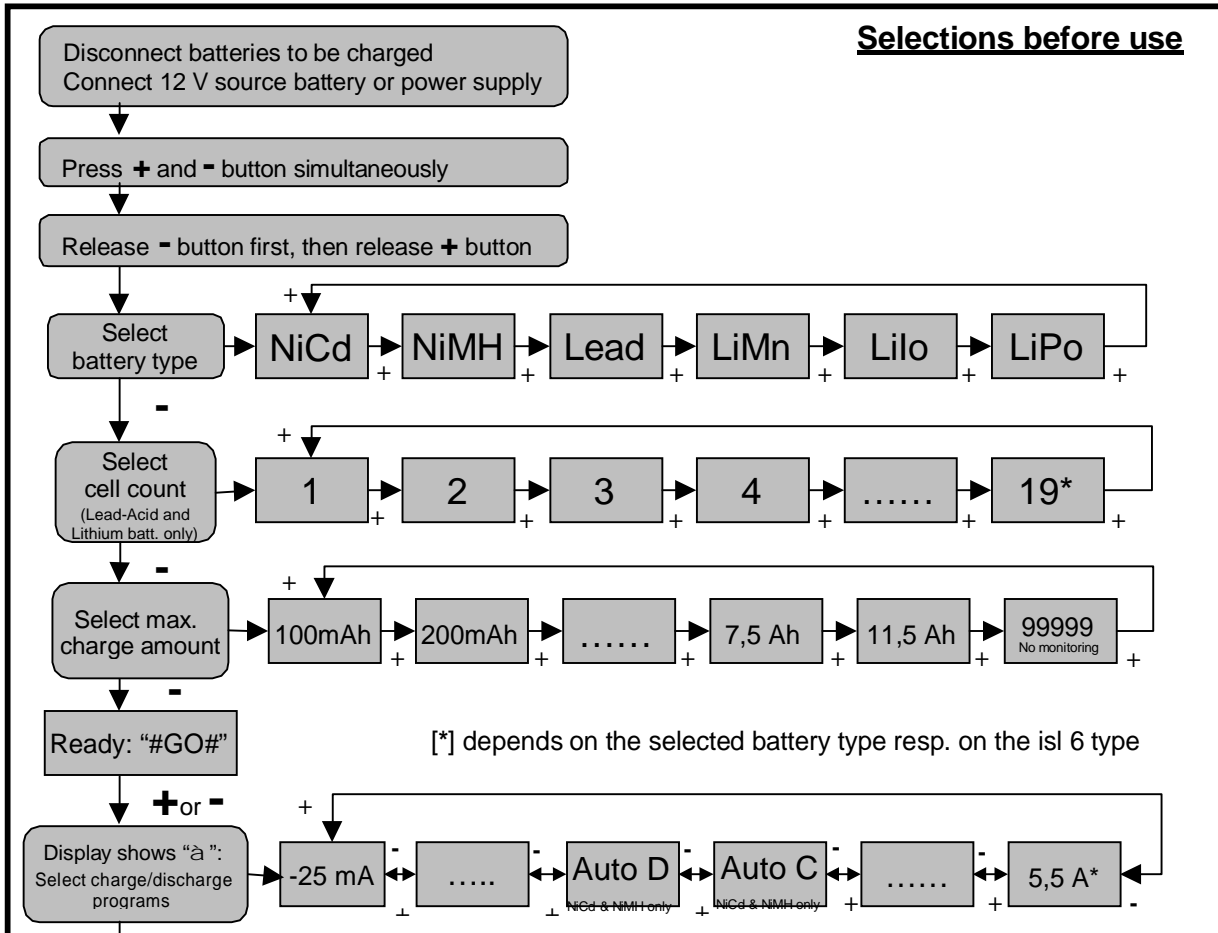 Selections before use
Disconnect batteries to be charged
Connect 12 V source battery or power supply
Press + and - button simultaneously
Release - button first, then release + button
Select
battery type
+
NiCd
+
NiMH
+
Lead
+
LiMn
+
LiIo
+
LiPo
+
-
Select
cell count
(Lead-Acid and
Lithium batt. only)
+
1
+
2
+
3
+
4
+
……
+
19*
+
-
Select max.
charge amount
+
100mAh
+
200mAh
+
……
+
7,5 Ah
+
11,5 Ah
+
99999
No monitoring
+
-
Ready: “#GO#”
[*] depends on the selected battery type resp. on the isl 6 type
+ or -
Display shows “à”:
Select charge/discharge
programs
+
-25 mA
-
+
…..
-
+
Auto D
NiCd & NiMH only
-
+
Auto C
NiCd & NiMH only
-
+
……
-
+
5,5 A*
-